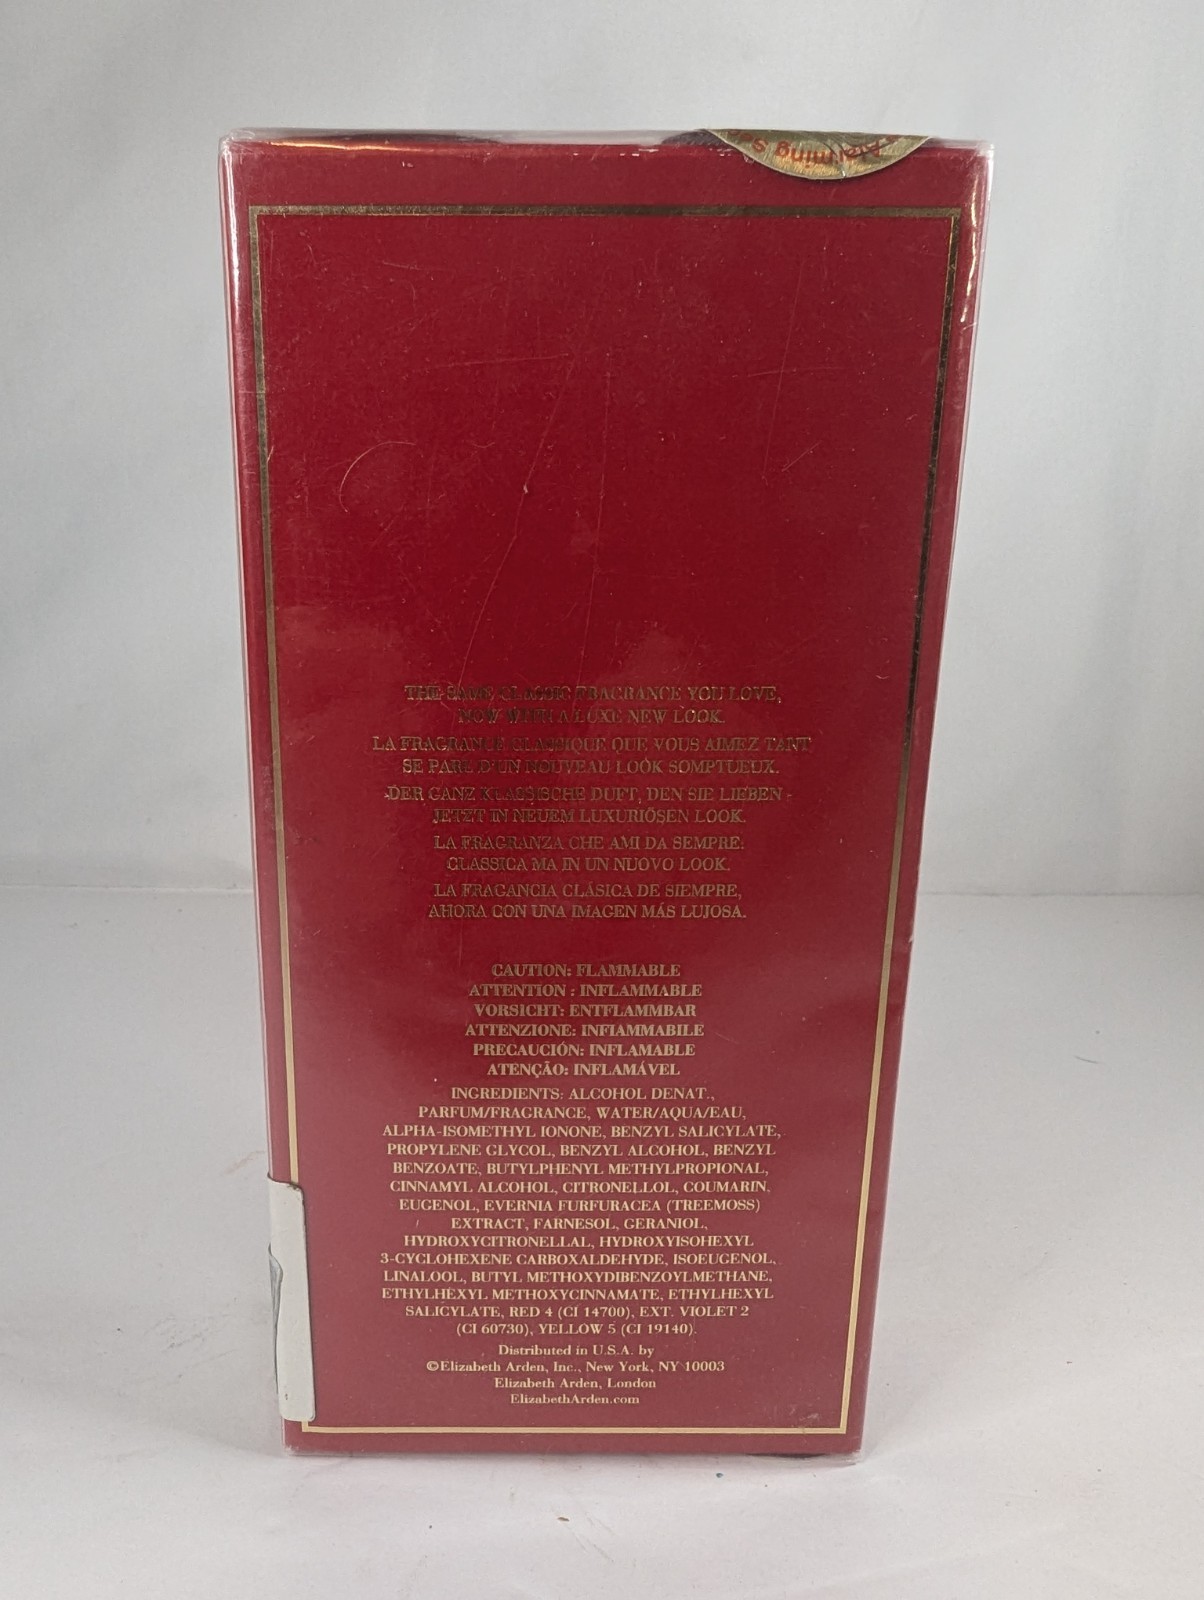 THE SAME CLASSIC FRAGRANCE YOU LOVE,
NOW WITH A LUXE NEW LOOK.
LA FRAGRANCE CLASSIQUE QUE VOUS AIMEZ TANT
SE PARE D'UN NOUVEAU LOOK SOMPTUEUX.
DER GANZ KLASSISCHE DUFT, DEN SIE LIEBEN -
JETZT IN NEUEM LUXURIÖSEN LOOK.
LA FRAGRANZA CHE AMI DA SEMPRE:
CLASSICA MA IN UN NUOVO LOOK.
LA FRAGANCIA CLÁSICA DE SIEMPRE,
AHORA CON UNA IMAGEN MÁS LUJOSA.
CAUTION: FLAMMABLE
ATTENTION : INFLAMMABLE
VORSICHT: ENTFLAMMBAR
ATTENZIONE: INFIAMMABILE
PRECAUCIÓN: INFLAMABLE
ATENÇÃO: INFLAMÁVEL
INGREDIENTS: ALCOHOL DENAT.,
PARFUM/FRAGRANCE, WATER/AQUA/EAU,
ALPHA-ISOMETHYL IONONE, BENZYL SALICYLATE,
PROPYLENE GLYCOL, BENZYL ALCOHOL, BENZYL
BENZOATE, BUTYLPHENYL METHYLPROPIONAL,
CINNAMYL ALCOHOL, CITRONELLOL, COUMARIN,
EUGENOL, EVERNIA FURFURACEA (TREEMOSS)
EXTRACT, FARNESOL, GERANIOL,
HYDROXYCITRONELLAL, HYDROXYISOHEXYL
3-CYCLOHEXENE CARBOXALDEHYDE, ISOEUGENOL,
LINALOOL, BUTYL METHOXYDIBENZOYLMETHANE,
ETHYLHEXYL METHOXYCINNAMATE, ETHYLHEXYL
SALICYLATE, RED 4 (CI 14700), EXT. VIOLET 2
(CI 60730), YELLOW 5 (CI 19140).
Distributed in U.S.A. by
©Elizabeth Arden, Inc., New York, NY 10003
Elizabeth Arden, London
ElizabethArden.com